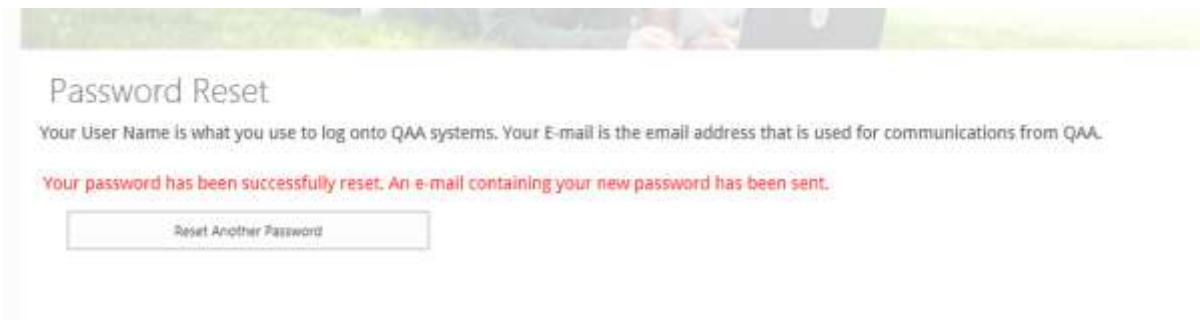 Password Reset
Your User Name is what you use to log onto QAA systems. Your E-mail is the email address that is used for communications from QAA.
Your password has been successfully reset. An e-mail containing your new password has been sent.
Reset Another Password